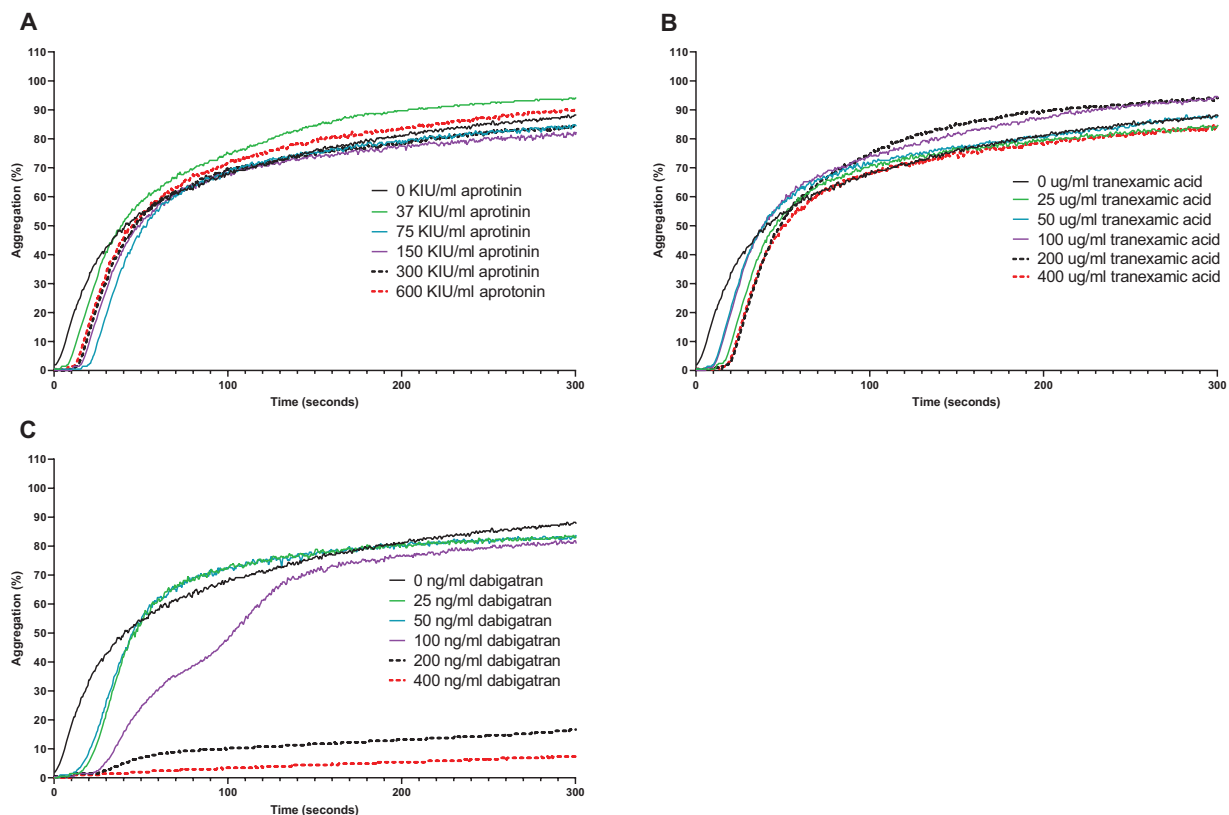 A
Aggregation (%)
110
100
90
80
70
60
50
40
30
20
10
0
0 KIU/ml aprotinin
37 KIU/ml aprotinin
75 KIU/ml aprotinin
150 KIU/ml aprotinin
300 KIU/ml aprotinin
600 KIU/ml aprotonin
0 100 200 300
Time (seconds)
B
Aggregation (%)
110
100
90
80
70
60
50
40
30
20
10
0
0 ug/ml tranexamic acid
25 ug/ml tranexamic acid
50 ug/ml tranexamic acid
100 ug/ml tranexamic acid
200 ug/ml tranexamic acid
400 ug/ml tranexamic acid
0 100 200 300
Time (seconds)
C
Aggregation (%)
110
100
90
80
70
60
50
40
30
20
10
0
0 ng/ml dabigatran
25 ng/ml dabigatran
50 ng/ml dabigatran
100 ng/ml dabigatran
200 ng/ml dabigatran
400 ng/ml dabigatran
0 100 200 300
Time (seconds)